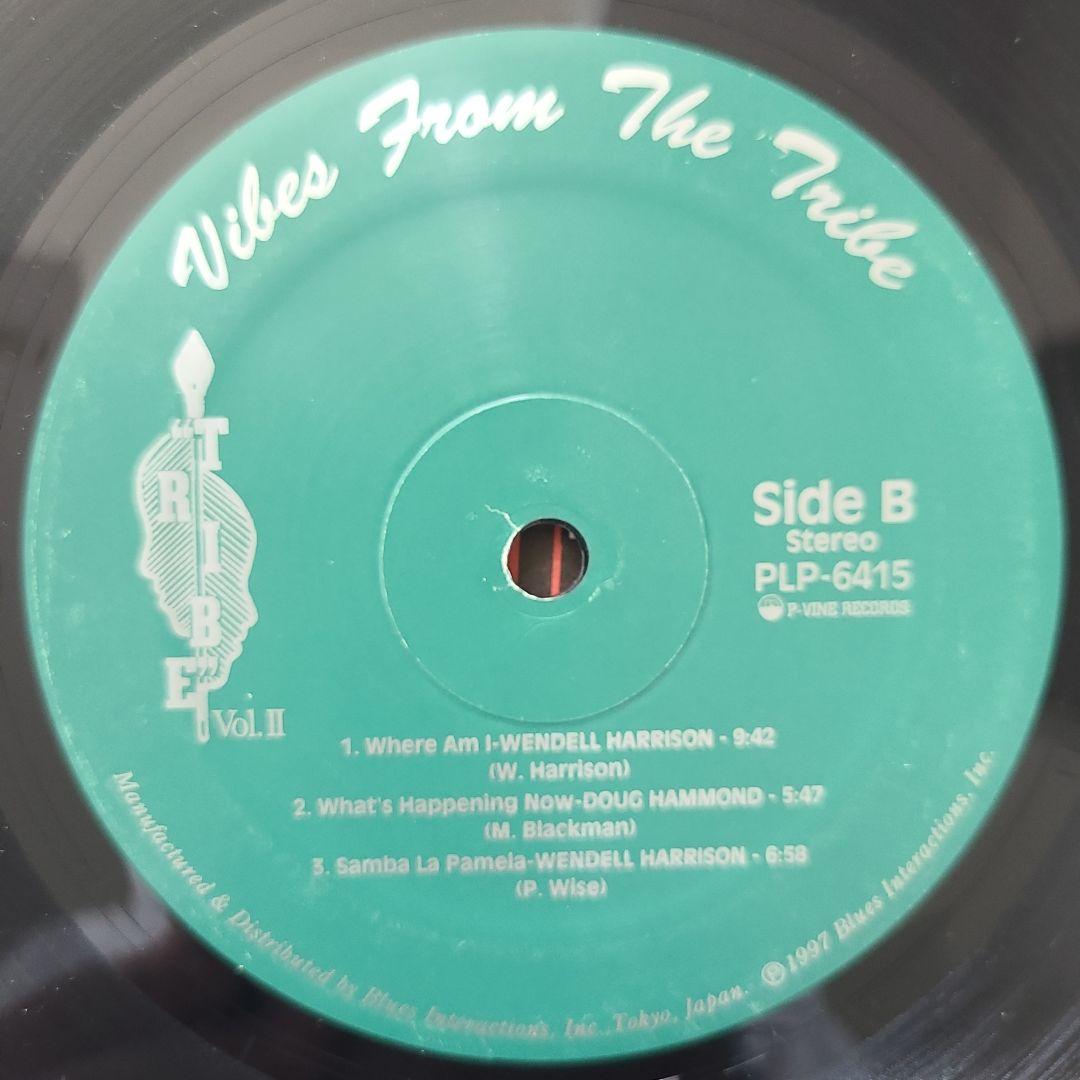 Vibes From The Tribe
"TRIBE"
Vol. II
Side B
Stereo
PLP-6415
P-VINE RECORDS
1. Where Am I-WENDELL HARRISON - 9:42
(W. Harrison)
2. What's Happening Now-DOUG HAMMOND - 5:47
(M. Blackman)
3. Samba La Pamela-WENDELL HARRISON - 6:58
(P. Wise)
Manufactured & Distributed by Blues Interactions, Inc., Tokyo, Japan. ℗1997 Blues Interactions, Inc.